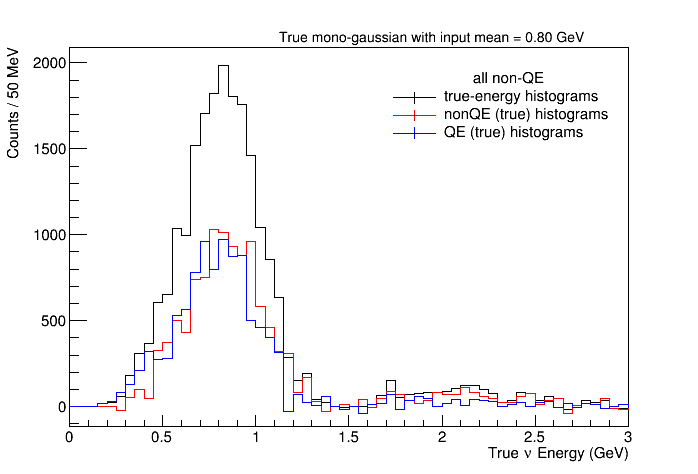 True mono-gaussian with input mean = 0.80 GeV
Counts / 50 MeV
2000
1500
1000
500
0
all non-QE
true-energy histograms
nonQE (true) histograms
QE (true) histograms
0 0.5 1 1.5 2 2.5 3
True ν Energy (GeV)